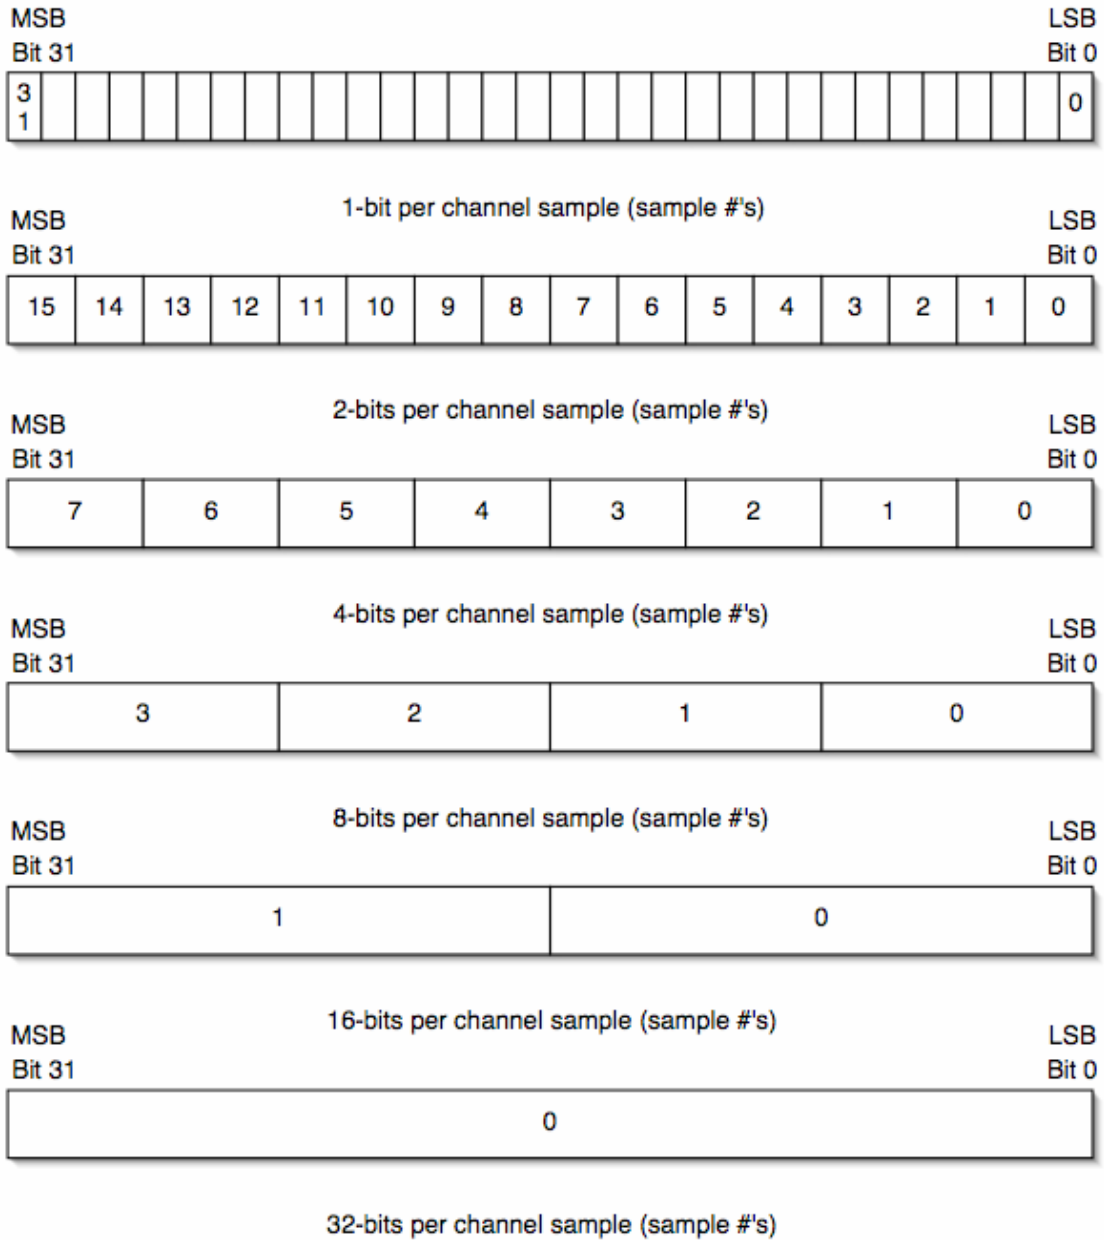 MSB LSB
Bit 31 Bit 0
3 0
1
1-bit per channel sample (sample #'s)
MSB LSB
Bit 31 Bit 0
15 14 13 12 11 10 9 8 7 6 5 4 3 2 1 0
2-bits per channel sample (sample #'s)
MSB LSB
Bit 31 Bit 0
7 6 5 4 3 2 1 0
4-bits per channel sample (sample #'s)
MSB LSB
Bit 31 Bit 0
3 2 1 0
8-bits per channel sample (sample #'s)
MSB LSB
Bit 31 Bit 0
1 0
16-bits per channel sample (sample #'s)
MSB LSB
Bit 31 Bit 0
0
32-bits per channel sample (sample #'s)